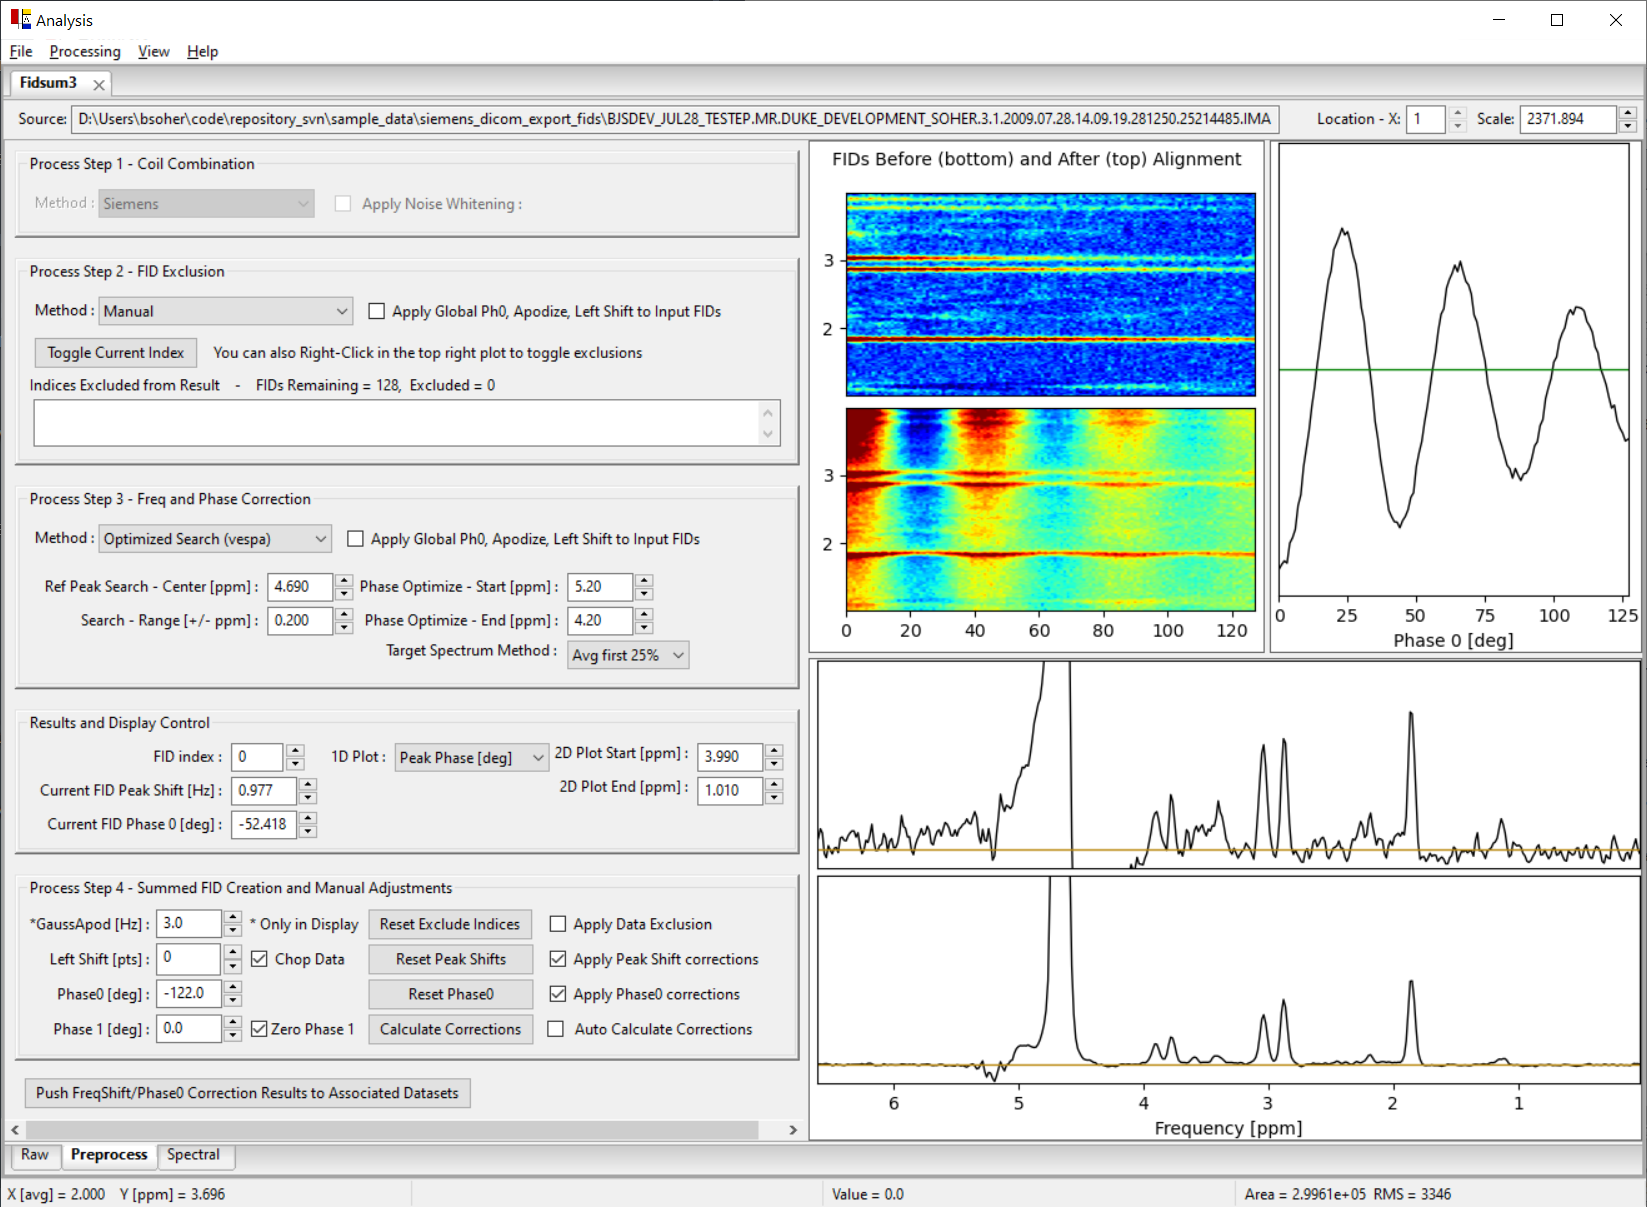 Analysis
File Processing View Help
Fidsum3
Source: D:\Users\bsoher\code\repository_svn\sample_data\siemens_dicom_export_fids\BJSDEV_JUL28_TESTEP.MR.DUKE_DEVELOPMENT_SOHER.3.1.2009.07.28.14.09.19.281250.25214485.IMA Location - X: 1 Scale: 2371.894
Process Step 1 - Coil Combination
Method : Siemens Apply Noise Whitening :
Process Step 2 - FID Exclusion
Method : Manual Apply Global Ph0, Apodize, Left Shift to Input FIDs
Toggle Current Index You can also Right-Click in the top right plot to toggle exclusions
Indices Excluded from Result - FIDs Remaining = 128, Excluded = 0
Process Step 3 - Freq and Phase Correction
Method : Optimized Search (vespa) Apply Global Ph0, Apodize, Left Shift to Input FIDs
Ref Peak Search - Center [ppm] : 4.690 Phase Optimize - Start [ppm] : 5.20
Search - Range [+/- ppm] : 0.200 Phase Optimize - End [ppm] : 4.20
Target Spectrum Method : Avg first 25%
Results and Display Control
FID index : 0 1D Plot : Peak Phase [deg] 2D Plot Start [ppm] : 3.990
Current FID Peak Shift [Hz] : 0.977 2D Plot End [ppm] : 1.010
Current FID Phase 0 [deg] : -52.418
Process Step 4 - Summed FID Creation and Manual Adjustments
*GaussApod [Hz] : 3.0 * Only in Display Reset Exclude Indices Apply Data Exclusion
Left Shift [pts] : 0 Chop Data Reset Peak Shifts Apply Peak Shift corrections
Phase0 [deg] : -122.0 Reset Phase0 Apply Phase0 corrections
Phase 1 [deg] : 0.0 Zero Phase 1 Calculate Corrections Auto Calculate Corrections
Push FreqShift/Phase0 Correction Results to Associated Datasets
FIDs Before (bottom) and After (top) Alignment
3
2
3
2
0 20 40 60 80 100 120
0 25 50 75 100 125
Phase 0 [deg]
6 5 4 3 2 1
Frequency [ppm]
Raw Preprocess Spectral
X [avg] = 2.000 Y [ppm] = 3.696 Value = 0.0 Area = 2.9961e+05 RMS = 3346